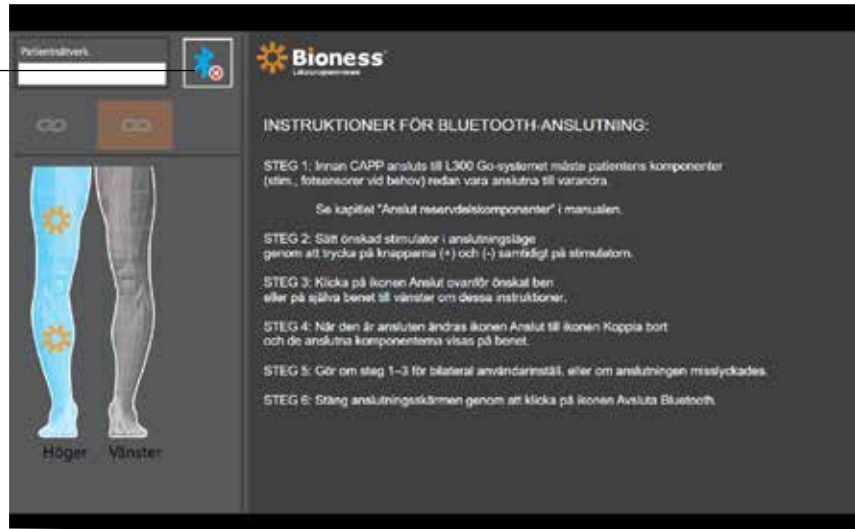 Patientnätverk
Bioness
INSTRUKTIONER FÖR BLUETOOTH-ANSLUTNING:
STEG 1: Innan CAPP ansluts till L300 Go-systemet måste patientens komponenter
(stim., fotsensorer vid behov) redan vara anslutna till varandra.
Se kapitlet "Anslut reservdelskomponenter" i manualen.
STEG 2: Sätt önskad stimulator i anslutningsläge
genom att trycka på knapparna (+) och (-) samtidigt på stimulatorn.
STEG 3: Klicka på ikonen Anslut ovanför önskat ben
eller på själva benet till vänster om dessa instruktioner.
STEG 4: När den är ansluten ändras ikonen Anslut till ikonen Koppla bort
och de anslutna komponenterna visas på benet.
STEG 5: Gör om steg 1–3 för bilateral användarinställ. eller om anslutningen misslyckades.
STEG 6: Stäng anslutningsskärmen genom att klicka på ikonen Avsluta Bluetooth.
Höger Vänster